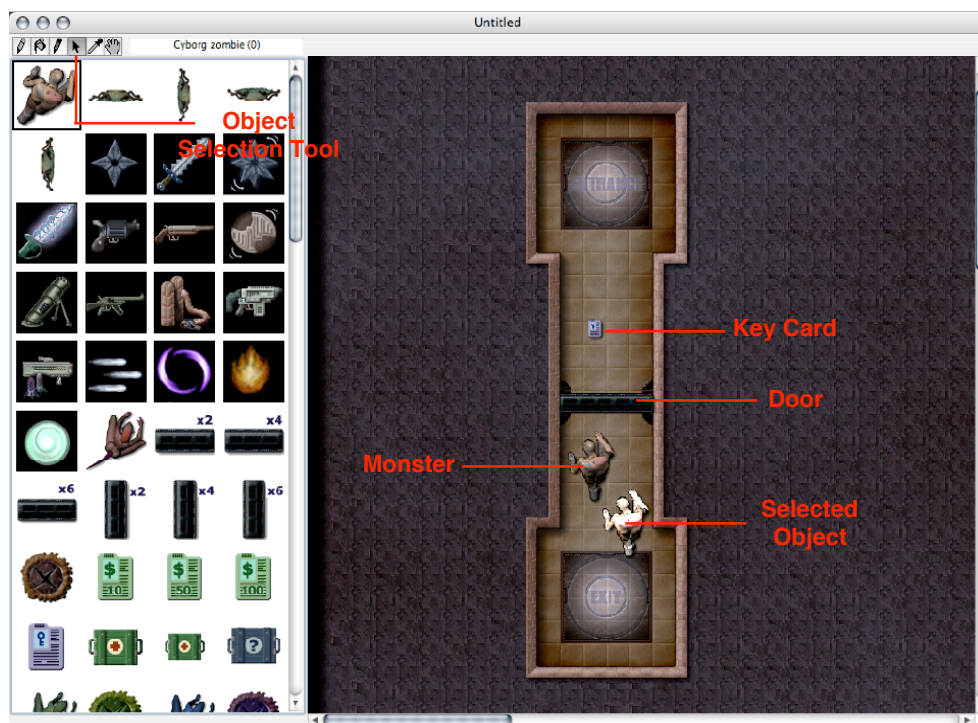 Untitled
Cyborg zombie (0)
Object
Selection Tool
x2
x4
x6
x2
x4
x6
$
10
$
50
$
100
?
Key Card
Door
Monster
Selected
Object
EXIT